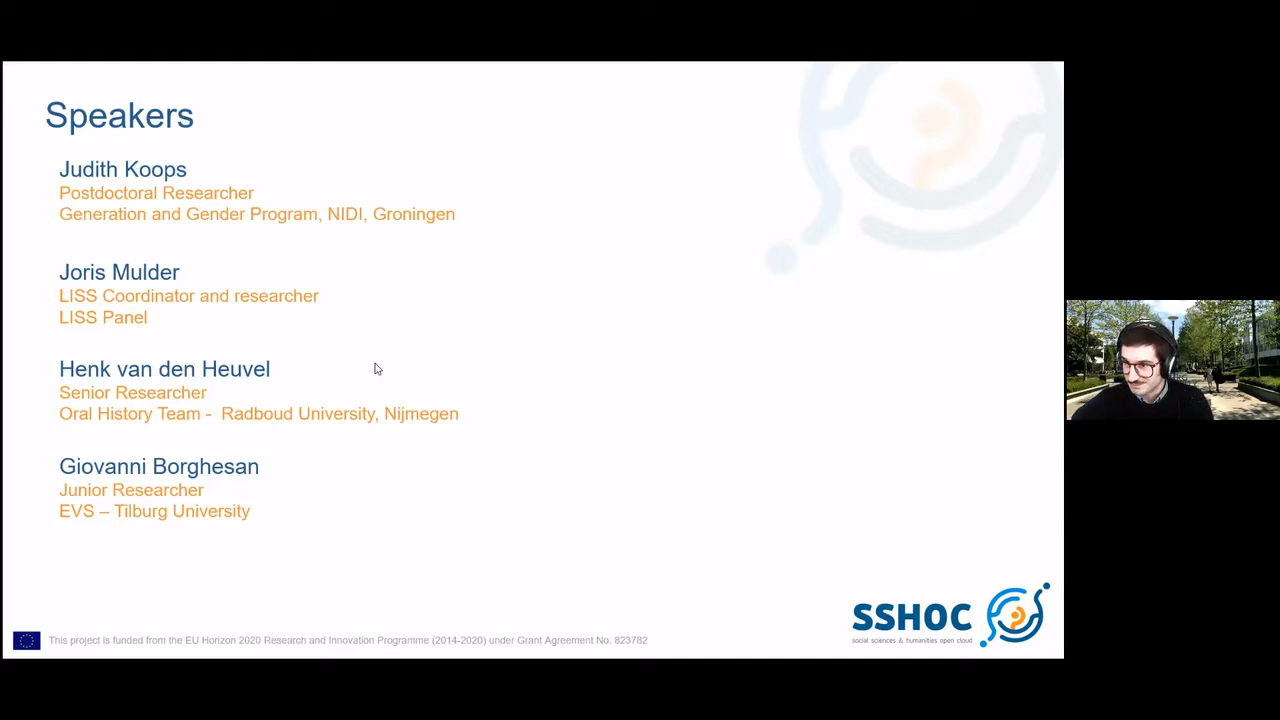 Speakers
Judith Koops
Postdoctoral Researcher
Generation and Gender Program, NIDI, Groningen
Joris Mulder
LISS Coordinator and researcher
LISS Panel
Henk van den Heuvel
Senior Researcher
Oral History Team - Radboud University, Nijmegen
Giovanni Borghesan
Junior Researcher
EVS – Tilburg University
SSHOC
social sciences & humanities open cloud
This project is funded from the EU Horizon 2020 Research and Innovation Programme (2014-2020) under Grant Agreement No. 823782